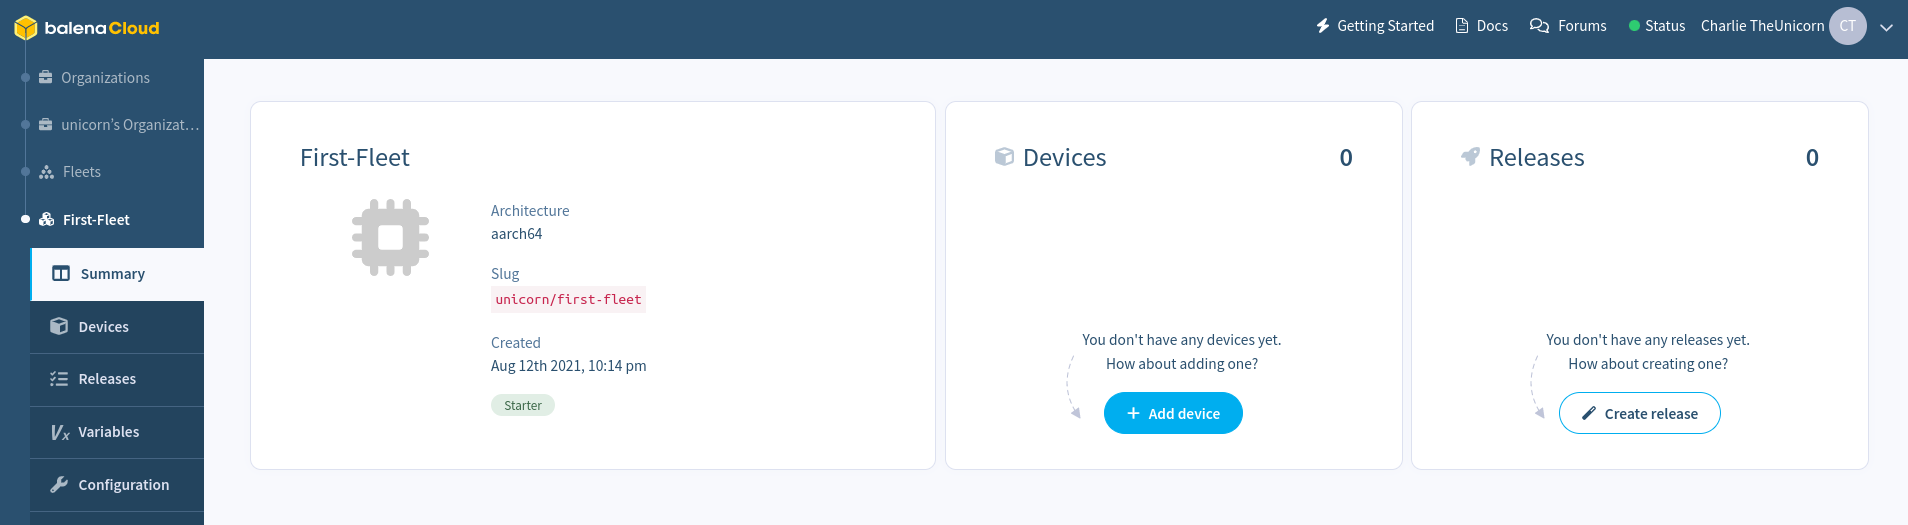 balenaCloud
Getting Started
Docs
Forums
Status
Charlie TheUnicorn
CT
Organizations
unicorn's Organizat...
Fleets
First-Fleet
Summary
Devices
Releases
Variables
Configuration
First-Fleet
Architecture
aarch64
Slug
unicorn/first-fleet
Created
Aug 12th 2021, 10:14 pm
Starter
Devices 0
You don't have any devices yet.
How about adding one?
Add device
Releases 0
You don't have any releases yet.
How about creating one?
Create release